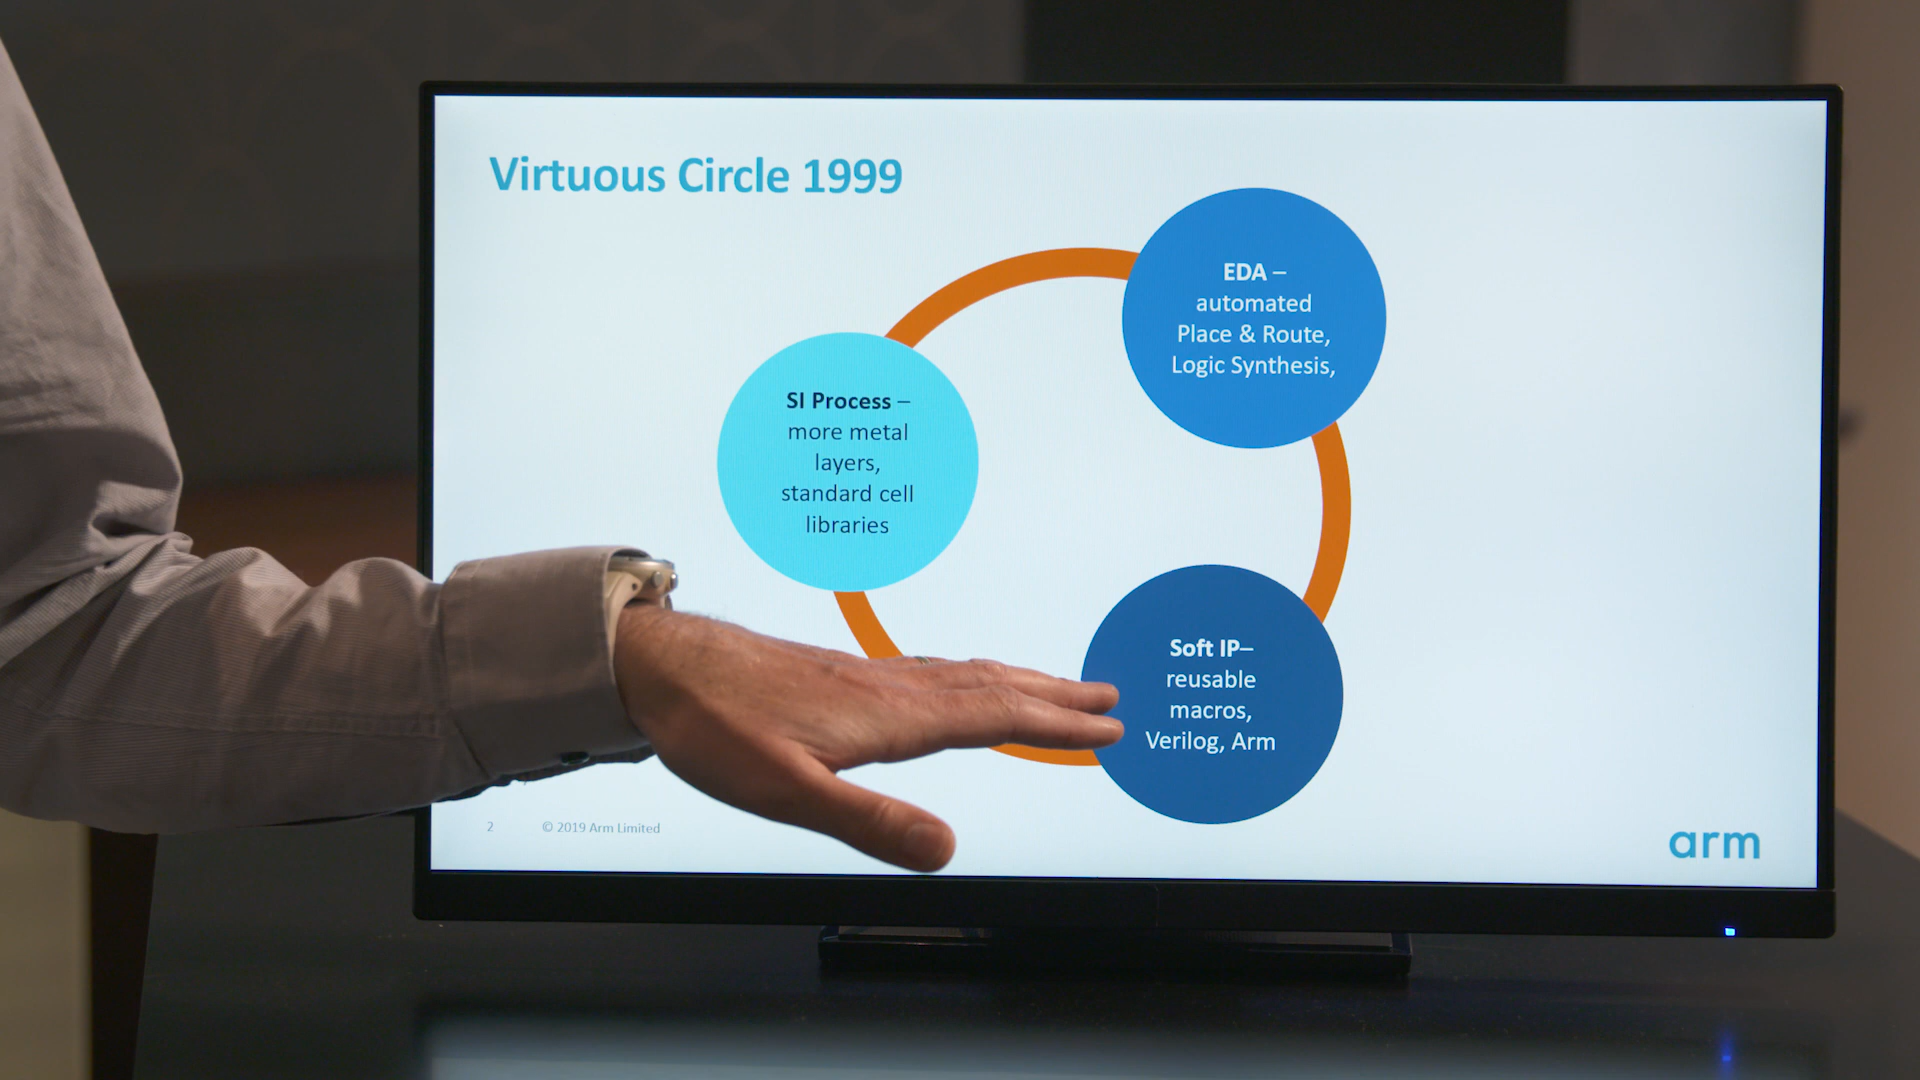 Virtuous Circle 1999
EDA –
automated
Place & Route,
Logic Synthesis,
SI Process –
more metal
layers,
standard cell
libraries
Soft IP–
reusable
macros,
Verilog, Arm
2
© 2019 Arm Limited
arm